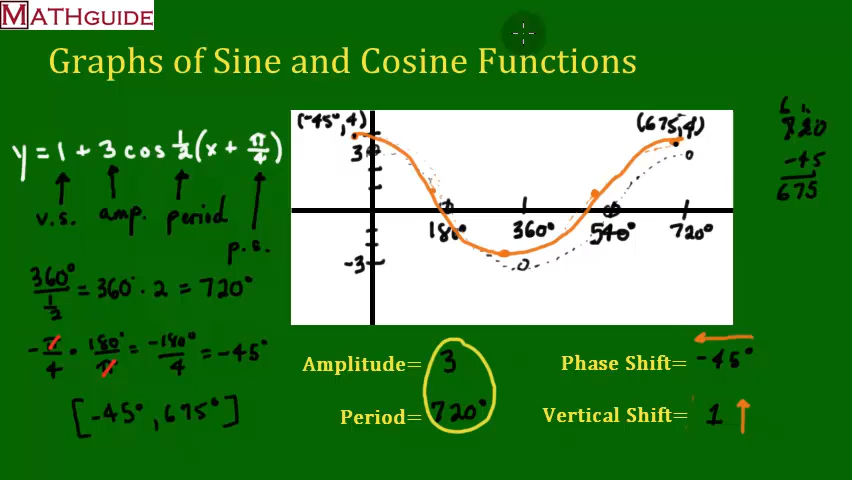 MATHGUIDE
Graphs of Sine and Cosine Functions
y = 1 + 3 cos 1/2 (x + π/4)
v.s. amp. period
p.s.
360°/(1/2) = 360° · 2 = 720°
-π/4 · 180°/π = -180°/4 = -45°
[-45°, 675°]
(-45°, 4) (675, 4)
3
180° 360° 540° 720°
-3
6 1
720
-45
675
Amplitude= 3
Period= 720°
Phase Shift= -45°
Vertical Shift= 1